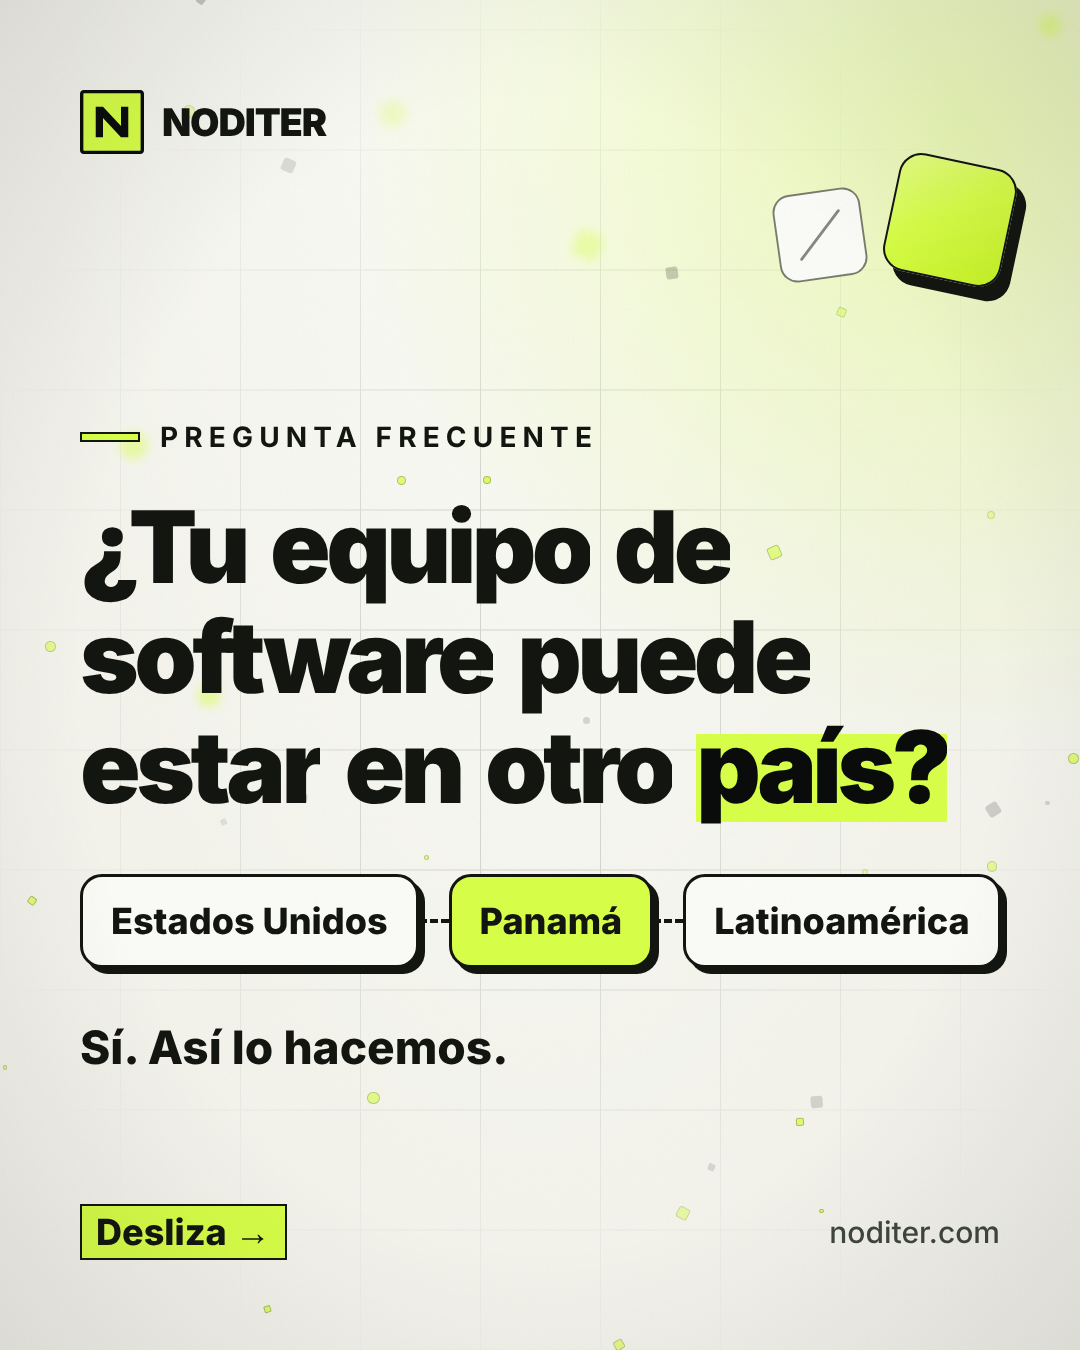 N NODITER
PREGUNTA FRECUENTE
¿Tu equipo de
software puede
estar en otro país?
Estados Unidos Panamá Latinoamérica
Sí. Así lo hacemos.
Desliza → noditer.com